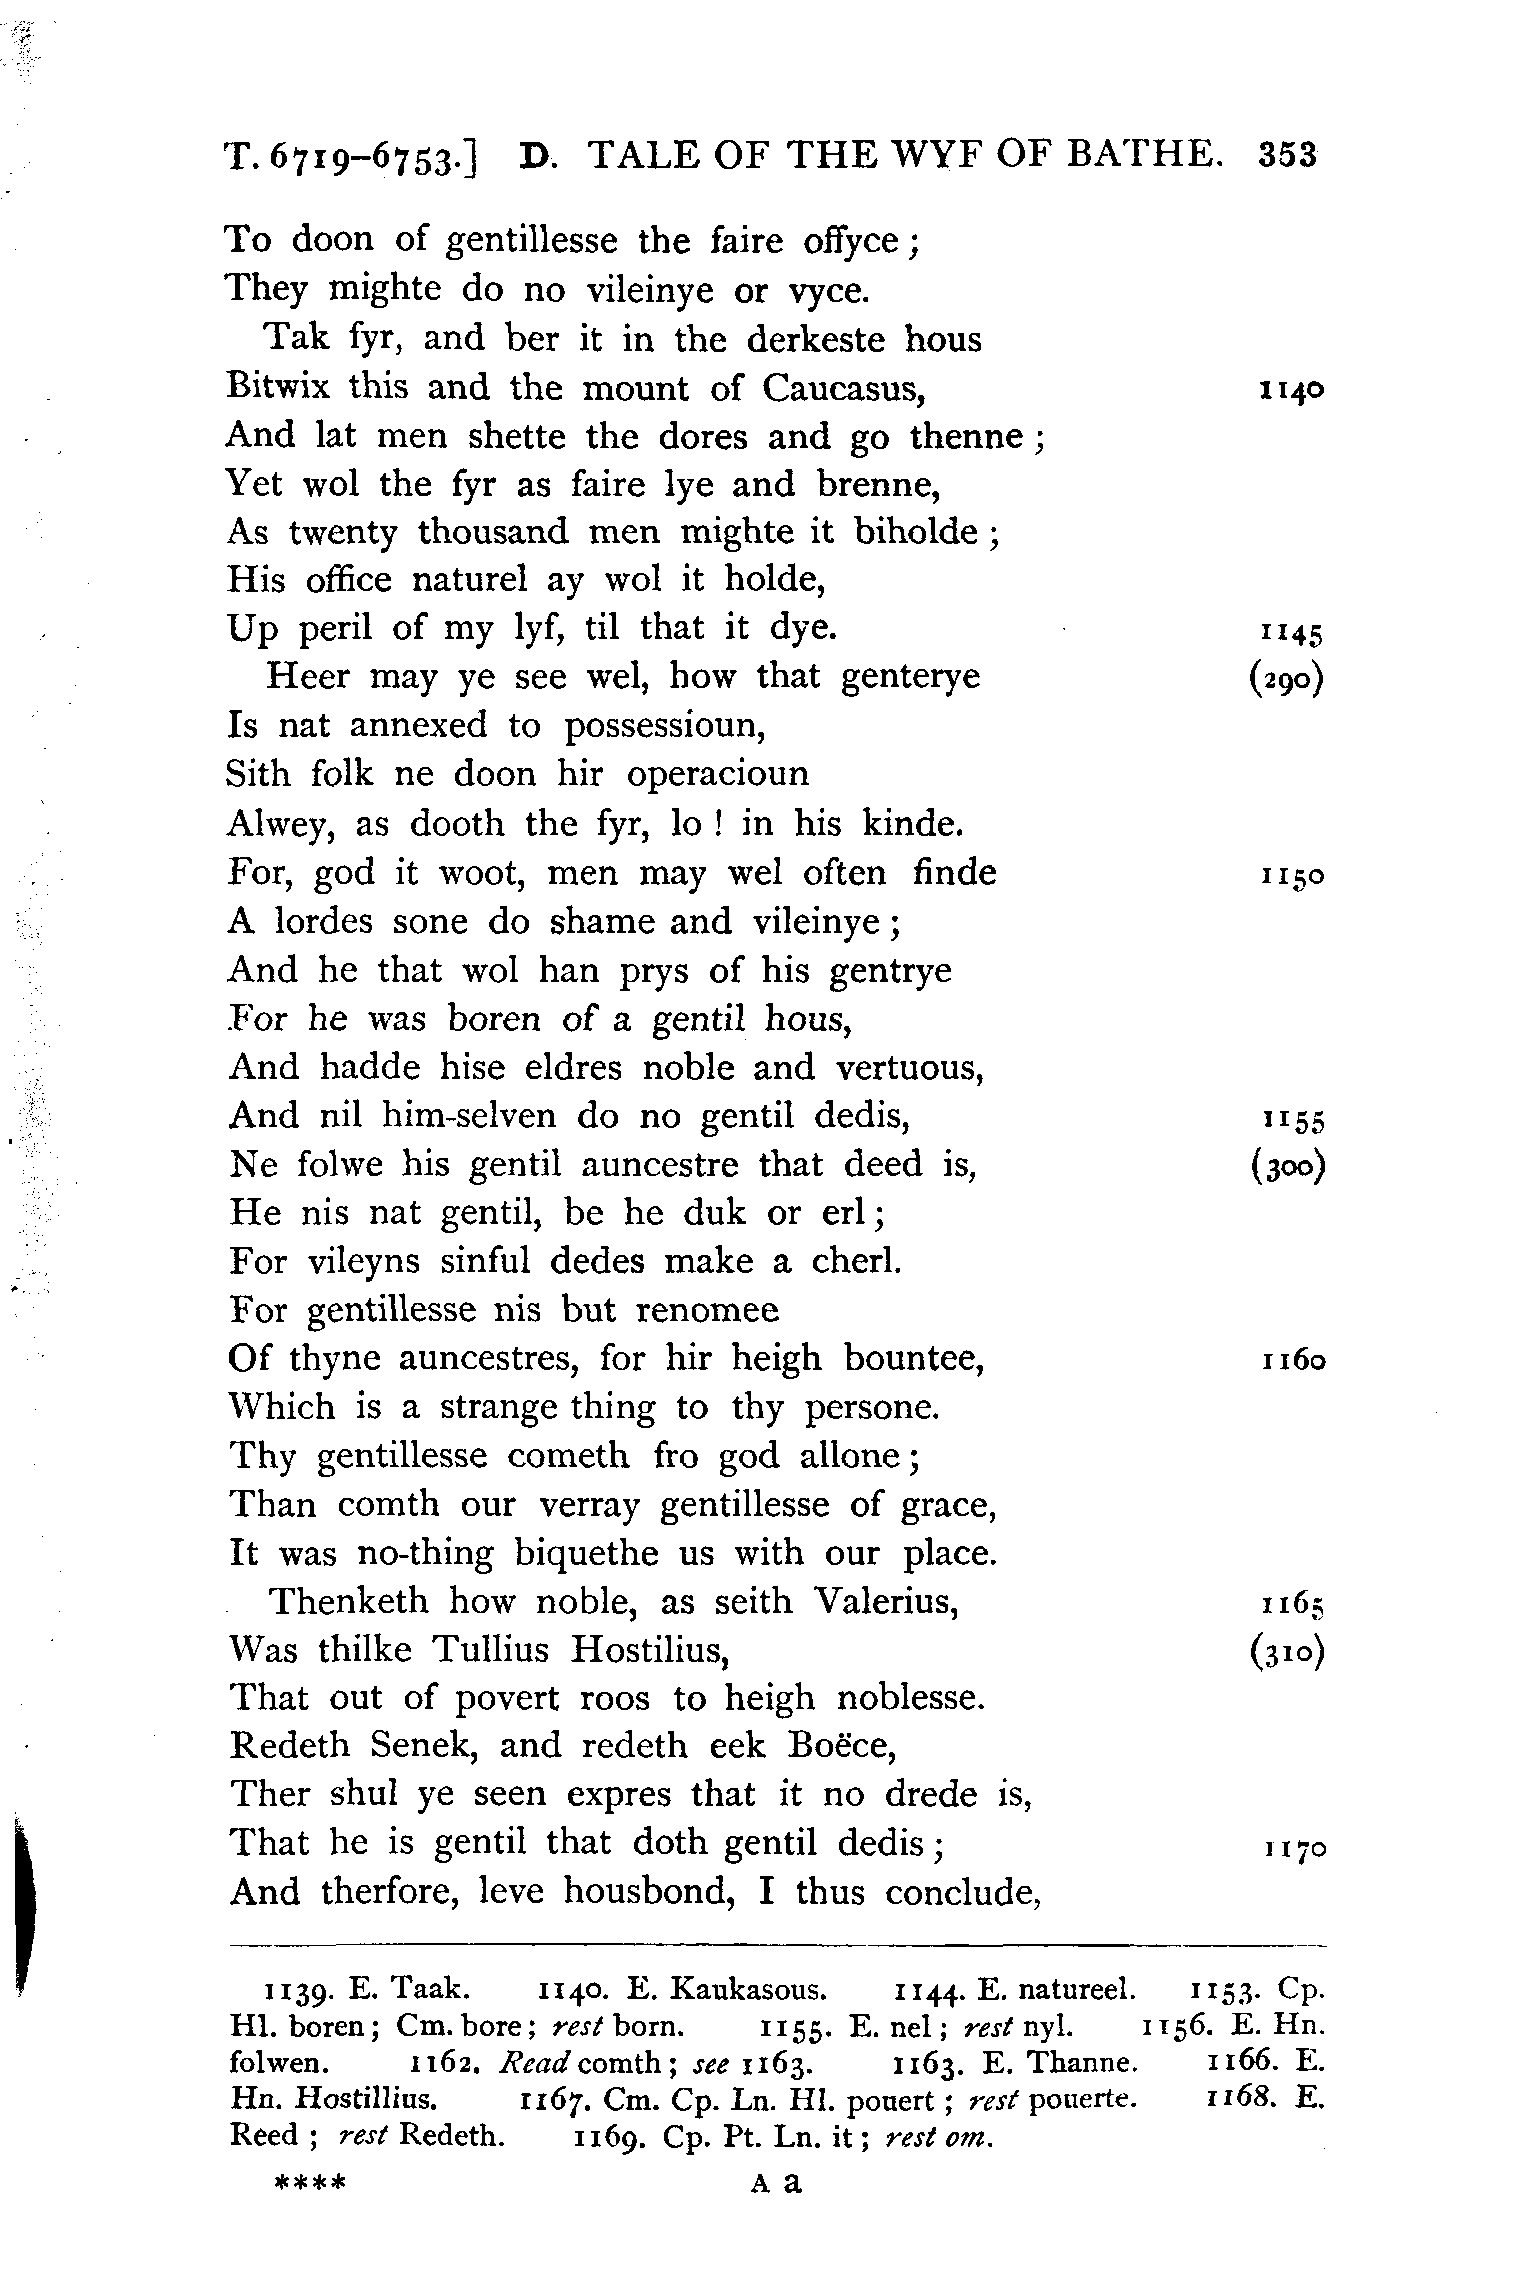 T. 6719–6753.] D. TALE OF THE WYF OF BATHE. 353
To doon of gentillesse the faire offyce ;
They mighte do no vileinye or vyce.
Tak fyr, and ber it in the derkeste hous
Bitwix this and the mount of Caucasus, 1140
And lat men shette the dores and go thenne ;
Yet wol the fyr as faire lye and brenne,
As twenty thousand men mighte it biholde ;
His office naturel ay wol it holde,
Up peril of my lyf, til that it dye. 1145
Heer may ye see wel, how that genterye (290)
Is nat annexed to possessioun,
Sith folk ne doon hir operacioun
Alwey, as dooth the fyr, lo ! in his kinde.
For, god it woot, men may wel often finde 1150
A lordes sone do shame and vileinye ;
And he that wol han prys of his gentrye
For he was boren of a gentil hous,
And hadde hise eldres noble and vertuous,
And nil him-selven do no gentil dedis, 1155
Ne folwe his gentil auncestre that deed is, (300)
He nis nat gentil, be he duk or erl ;
For vileyns sinful dedes make a cherl.
For gentillesse nis but renomee
Of thyne auncestres, for hir heigh bountee, 1160
Which is a strange thing to thy persone.
Thy gentillesse cometh fro god allone ;
Than comth our verray gentillesse of grace,
It was no-thing biquethe us with our place.
Thenketh how noble, as seith Valerius, 1165
Was thilke Tullius Hostilius, (310)
That out of povert roos to heigh noblesse.
Redeth Senek, and redeth eek Boëce,
Ther shul ye seen expres that it no drede is,
That he is gentil that doth gentil dedis ; 1170
And therfore, leve housbond, I thus conclude,
1139. E. Taak. 1140. E. Kaukasous. 1144. E. natureel. 1153. Cp.
Hl. boren ; Cm. bore ; rest born. 1155. E. nel ; rest nyl. 1156. E. Hn.
folwen. 1162. Read comth ; see 1163. 1163. E. Thanne. 1166. E.
Hn. Hostillius. 1167. Cm. Cp. Ln. Hl. pouert ; rest pouerte. 1168. E.
Reed ; rest Redeth. 1169. Cp. Pt. Ln. it ; rest om.
**** A a